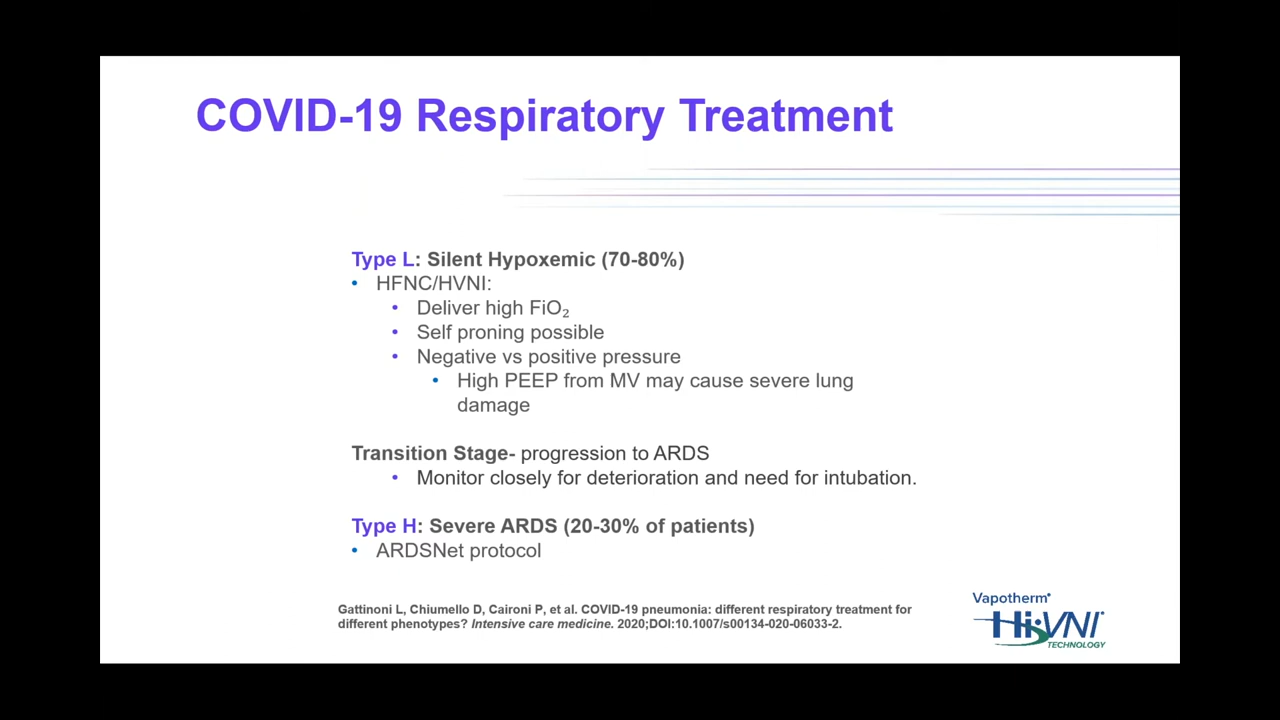 COVID-19 Respiratory Treatment
Type L: Silent Hypoxemic (70-80%)
• HFNC/HVNI:
• Deliver high FiO₂
• Self proning possible
• Negative vs positive pressure
• High PEEP from MV may cause severe lung
damage
Transition Stage- progression to ARDS
• Monitor closely for deterioration and need for intubation.
Type H: Severe ARDS (20-30% of patients)
• ARDSNet protocol
Gattinoni L, Chiumello D, Caironi P, et al. COVID-19 pneumonia: different respiratory treatment for
different phenotypes? Intensive care medicine. 2020;DOI:10.1007/s00134-020-06033-2.
Vapotherm®
Hi-VNI®
TECHNOLOGY